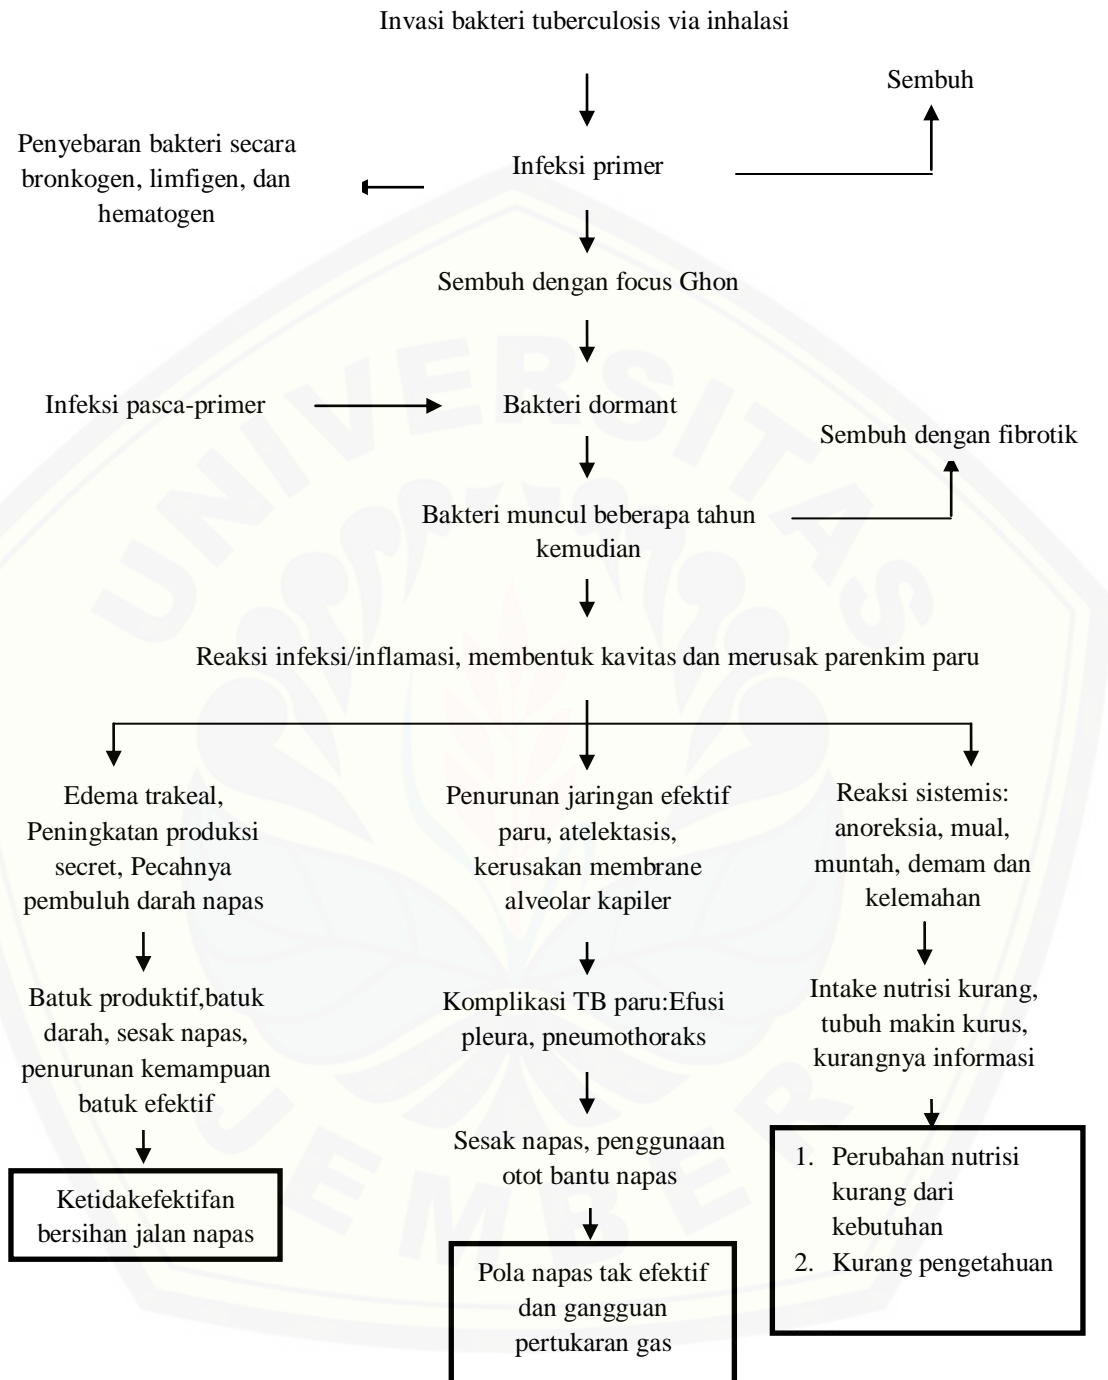 Invasi bakteri tuberculosis via inhalasi
Sembuh
Penyebaran bakteri secara
bronkogen, limfigen, dan
hematogen
Infeksi primer
Sembuh dengan focus Ghon
Infeksi pasca-primer
Bakteri dormant
Sembuh dengan fibrotik
Bakteri muncul beberapa tahun
kemudian
Reaksi infeksi/inflamasi, membentuk kavitas dan merusak parenkim paru
Edema trakeal,
Peningkatan produksi
secret, Pecahnya
pembuluh darah napas
Penurunan jaringan efektif
paru, atelektasis,
kerusakan membrane
alveolar kapiler
Reaksi sistemis:
anoreksia, mual,
muntah, demam dan
kelemahan
Batuk produktif,batuk
darah, sesak napas,
penurunan kemampuan
batuk efektif
Komplikasi TB paru:Efusi
pleura, pneumothoraks
Intake nutrisi kurang,
tubuh makin kurus,
kurangnya informasi
Sesak napas, penggunaan
otot bantu napas
Ketidakefektifan
bersihan jalan napas
Pola napas tak efektif
dan gangguan
pertukaran gas
1. Perubahan nutrisi
kurang dari
kebutuhan
2. Kurang pengetahuan
UNIVERSITAS
JEMBER